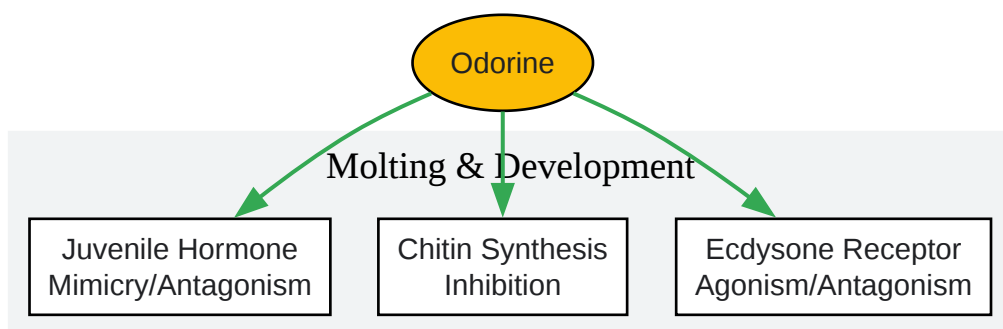 Odorine
Molting & Development
Juvenile Hormone
Mimicry/Antagonism
Chitin Synthesis
Inhibition
Ecdysone Receptor
Agonism/Antagonism